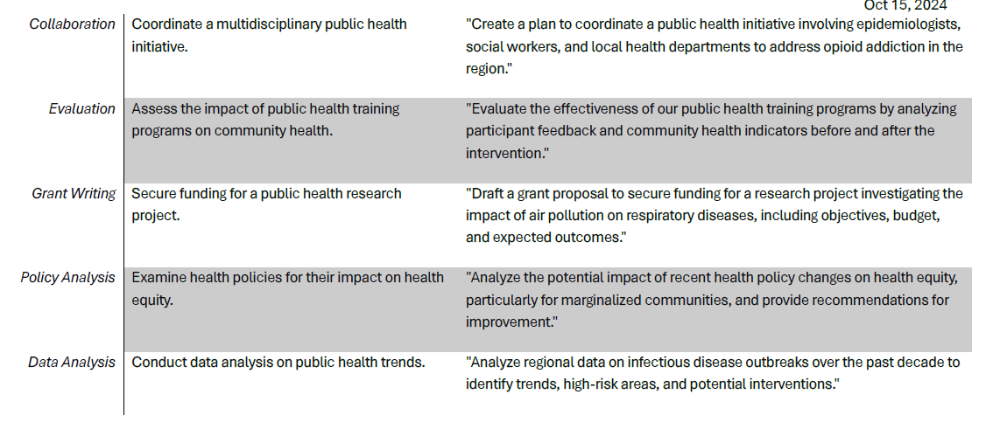 Oct 15, 2024
Collaboration
Coordinate a multidisciplinary public health
initiative.
"Create a plan to coordinate a public health initiative involving epidemiologists,
social workers, and local health departments to address opioid addiction in the
region."
Evaluation
Assess the impact of public health training
programs on community health.
"Evaluate the effectiveness of our public health training programs by analyzing
participant feedback and community health indicators before and after the
intervention."
Grant Writing
Secure funding for a public health research
project.
"Draft a grant proposal to secure funding for a research project investigating the
impact of air pollution on respiratory diseases, including objectives, budget,
and expected outcomes."
Policy Analysis
Examine health policies for their impact on health
equity.
"Analyze the potential impact of recent health policy changes on health equity,
particularly for marginalized communities, and provide recommendations for
improvement."
Data Analysis
Conduct data analysis on public health trends.
"Analyze regional data on infectious disease outbreaks over the past decade to
identify trends, high-risk areas, and potential interventions."